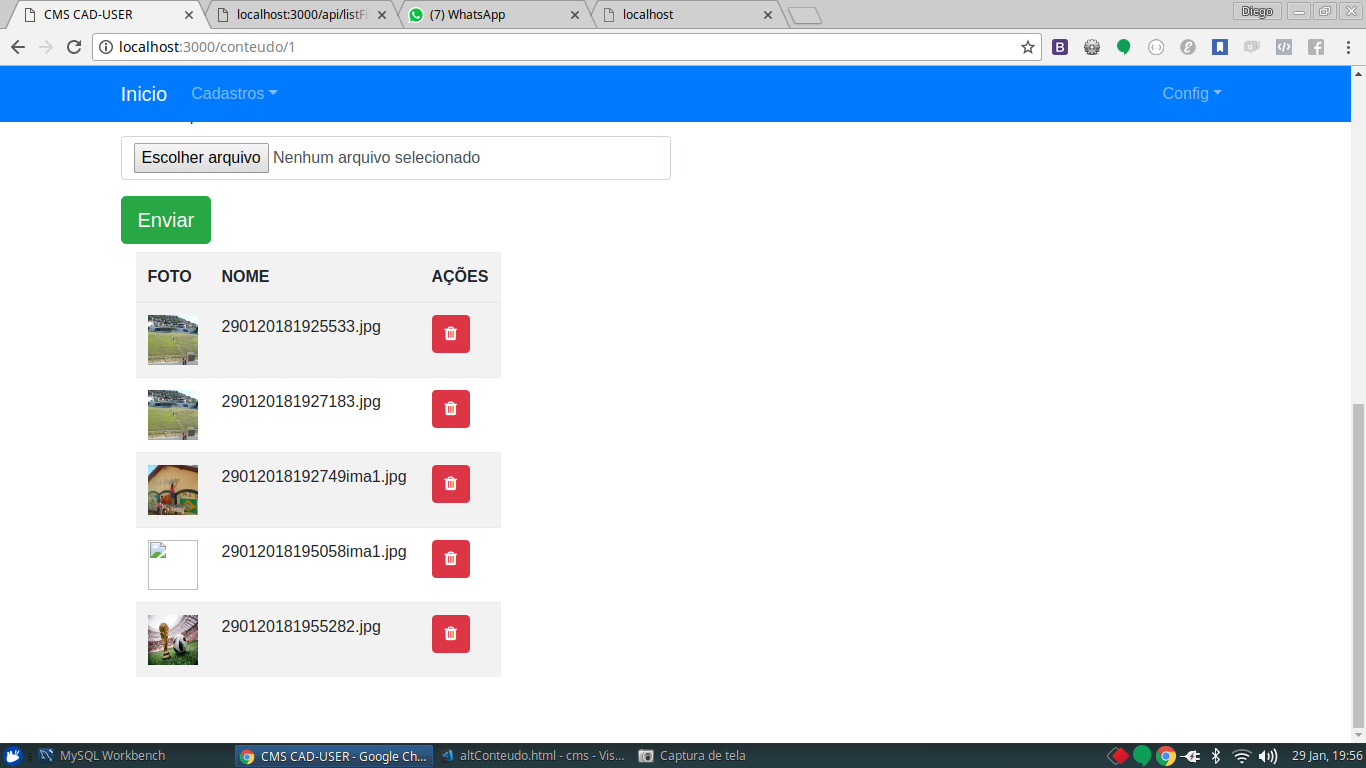 CMS CAD-USER
localhost:3000/api/listFi
(7) WhatsApp
localhost
Diego
localhost:3000/conteudo/1
Inicio
Cadastros
Config
Escolher arquivo Nenhum arquivo selecionado
Enviar
FOTO NOME AÇÕES
290120181925533.jpg
290120181927183.jpg
29012018192749ima1.jpg
29012018195058ima1.jpg
290120181955282.jpg
MySQL Workbench
CMS CAD-USER - Google Ch...
altConteudo.html - cms - Vis...
Captura de tela
29 Jan, 19:56